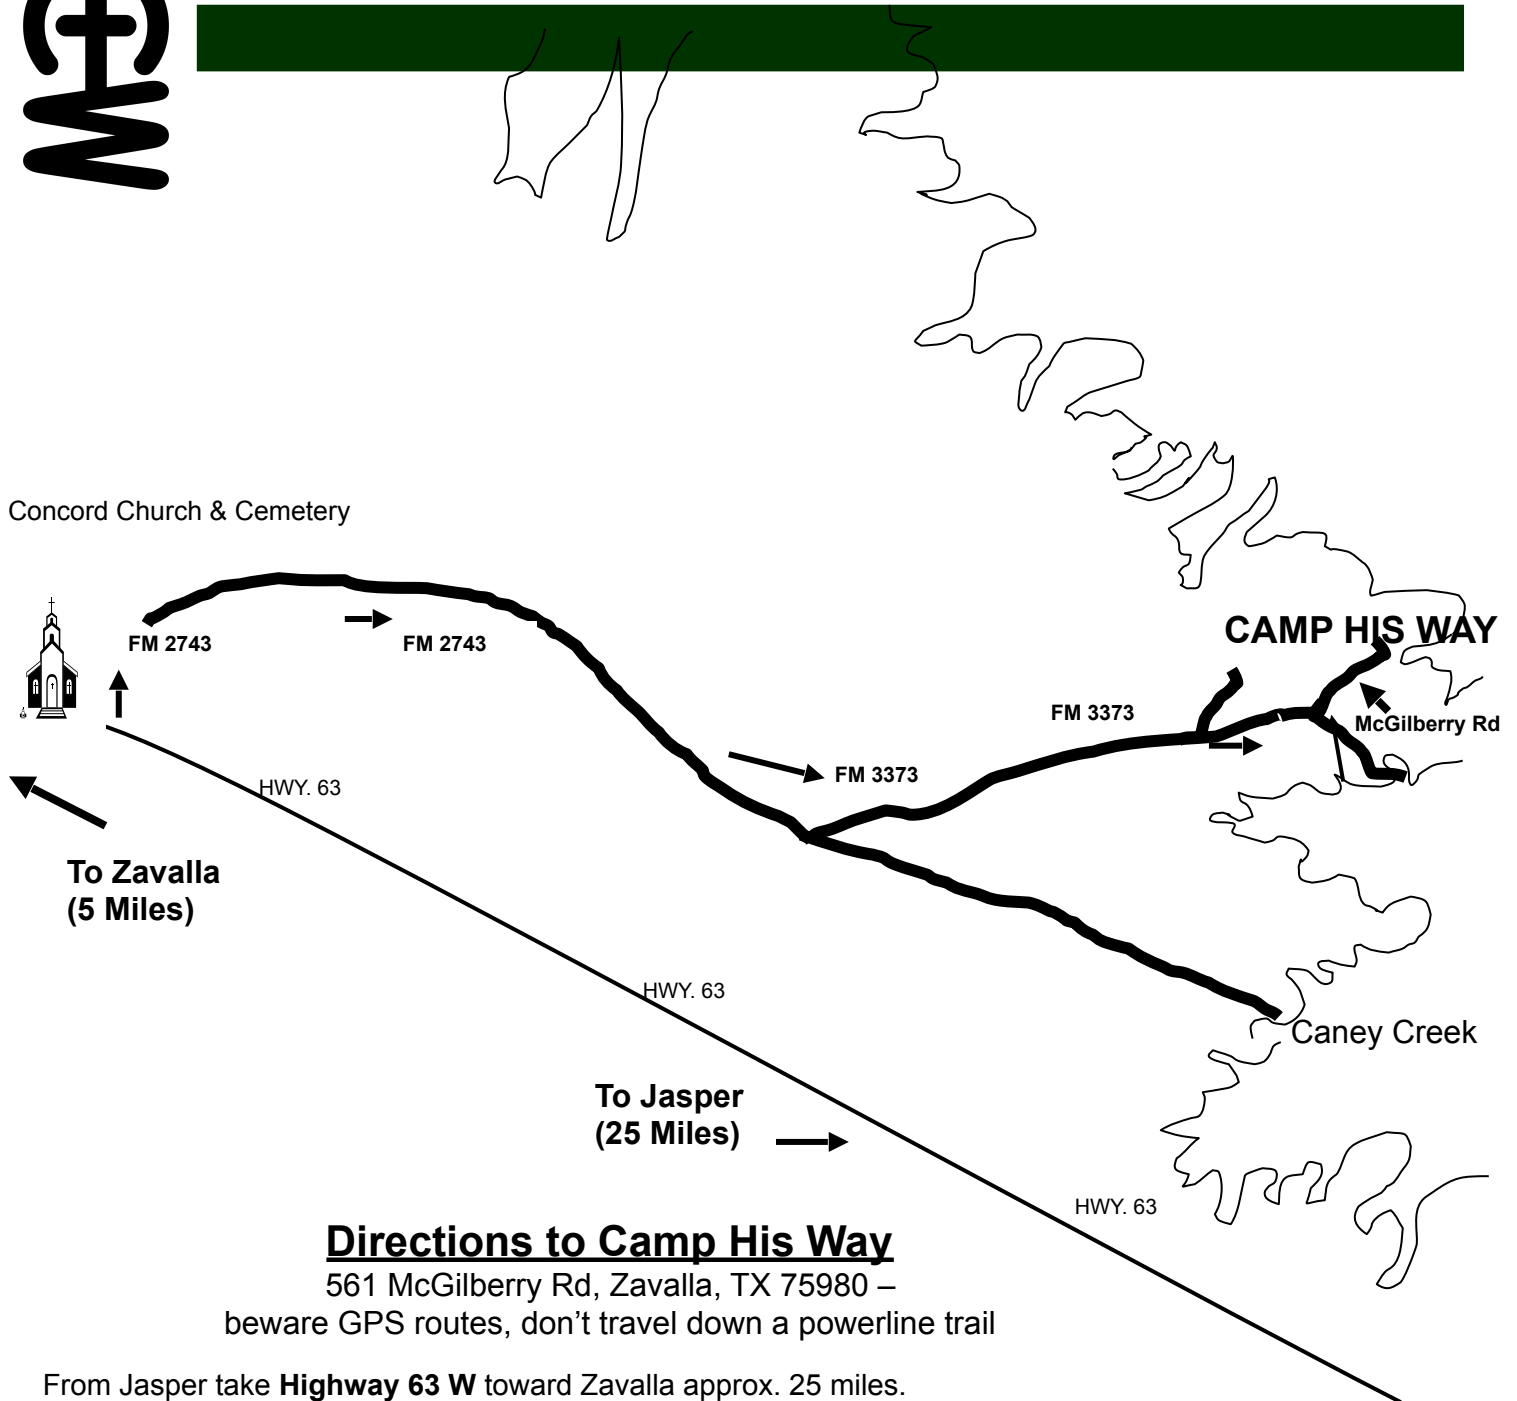 Concord Church & Cemetery
CAMP HIS WAY
FM 2743
FM 2743
FM 3373
McGilberry Rd
FM 3373
HWY. 63
To Zavalla
(5 Miles)
HWY. 63
Caney Creek
To Jasper
(25 Miles)
HWY. 63
Directions to Camp His Way
561 McGilberry Rd, Zavalla, TX 75980 –
beware GPS routes, don’t travel down a powerline trail
From Jasper take Highway 63 W toward Zavalla approx. 25 miles.